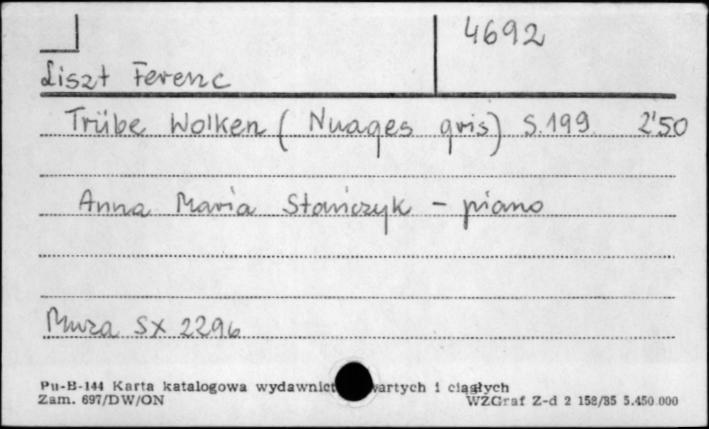 4692
Liszt Ferenc
Trübe Wolken (Nuages gris) S.199 2'50
Anna Maria Stańczyk - piano
Muza SX 2296
Pu-B-144 Karta katalogowa wydawnict wartych i ciągłych
Zam. 697/DW/ON WZGraf Z-d 2 158/85 5.450.000